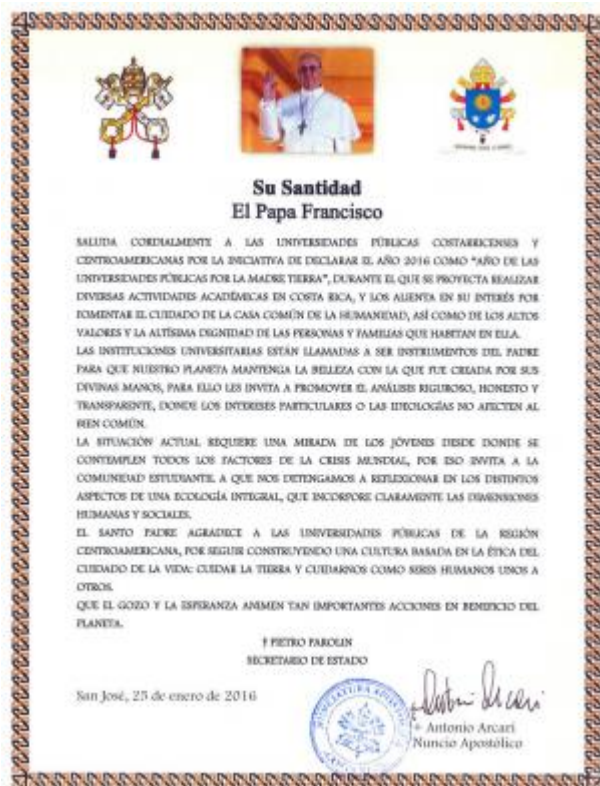 Su Santidad
El Papa Francisco
SALUDA CORDIALMENTE A LAS UNIVERSIDADES PÚBLICAS COSTARRICENSES Y
CENTROAMERICANAS POR LA INICIATIVA DE DECLARAR EL AÑO 2016 COMO "AÑO DE LAS
UNIVERSIDADES PÚBLICAS POR LA MADRE TIERRA", DURANTE EL QUE SE PROYECTA REALIZAR
DIVERSAS ACTIVIDADES ACADÉMICAS EN COSTA RICA, Y LOS ALIENTA EN SU INTERÉS POR
FOMENTAR EL CUIDADO DE LA CASA COMÚN DE LA HUMANIDAD, ASÍ COMO DE LOS ALTOS
VALORES Y LA ALTÍSIMA DIGNIDAD DE LAS PERSONAS Y FAMILIAS QUE HABITAN EN ELLA.
LAS INSTITUCIONES UNIVERSITARIAS ESTÁN LLAMADAS A SER INSTRUMENTOS DEL PADRE
PARA QUE NUESTRO PLANETA MANTENGA LA BELLEZA CON LA QUE FUE CREADA POR SUS
DIVINAS MANOS, PARA ELLO LES INVITA A PROMOVER EL ANÁLISIS RIGUROSO, HONESTO Y
TRANSPARENTE, DONDE LOS INTERESES PARTICULARES O LAS IDEOLOGÍAS NO AFECTEN AL
BIEN COMÚN.
LA SITUACIÓN ACTUAL REQUIERE UNA MIRADA DE LOS JÓVENES DESDE DONDE SE
CONTEMPLEN TODOS LOS FACTORES DE LA CRISIS MUNDIAL, POR ESO INVITA A LA
COMUNIDAD ESTUDIANTIL A QUE NOS DETENGAMOS A REFLEXIONAR EN LOS DISTINTOS
ASPECTOS DE UNA ECOLOGÍA INTEGRAL, QUE INCORPORE CLARAMENTE LAS DIMENSIONES
HUMANAS Y SOCIALES.
EL SANTO PADRE AGRADECE A LAS UNIVERSIDADES PÚBLICAS DE LA REGIÓN
CENTROAMERICANA, POR SEGUIR CONSTRUYENDO UNA CULTURA BASADA EN LA ÉTICA DEL
CUIDADO DE LA VIDA: CUIDAR LA TIERRA Y CUIDARNOS COMO SERES HUMANOS UNOS A
OTROS.
QUE EL GOZO Y LA ESPERANZA ANIMEN TAN IMPORTANTES ACCIONES EN BENEFICIO DEL
PLANETA.
† PIETRO PAROLIN
SECRETARIO DE ESTADO
San José, 25 de enero de 2016
Antonio Arcari
+ Antonio Arcari
Nuncio Apostólico